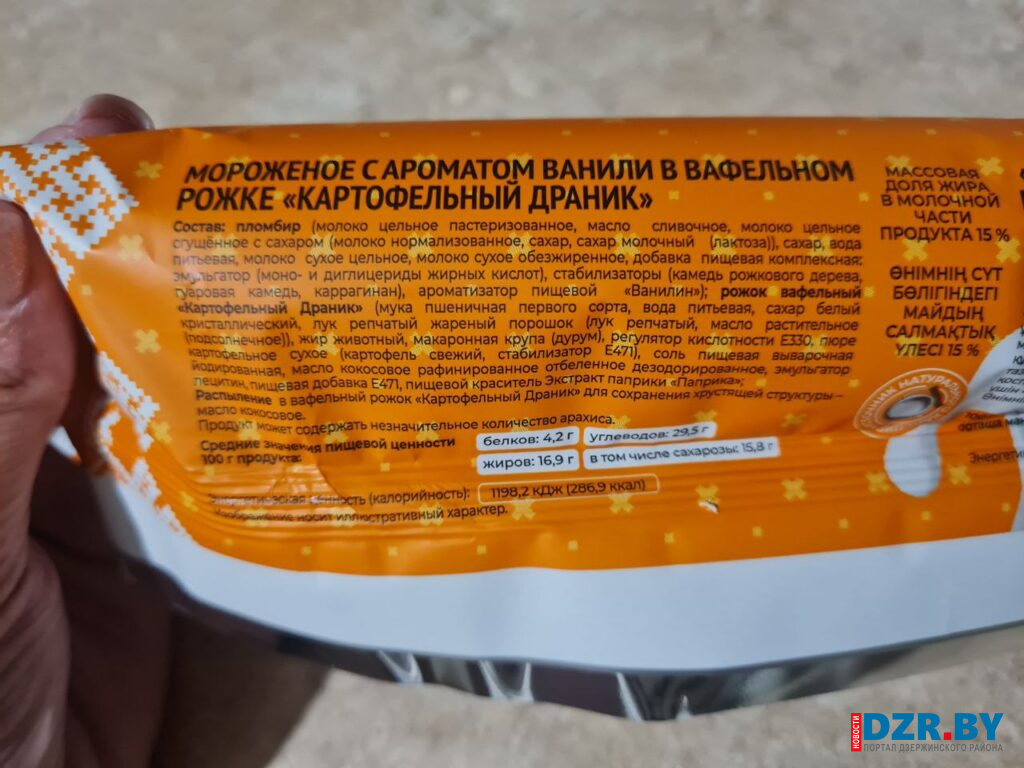 МОРОЖЕНОЕ С АРОМАТОМ ВАНИЛИ В ВАФЕЛЬНОМ
РОЖКЕ «КАРТОФЕЛЬНЫЙ ДРАНИК»
Состав: пломбир (молоко цельное пастеризованное, масло сливочное, молоко цельное
сгущённое с сахаром (молоко нормализованное, сахар, сахар молочный (лактоза)), сахар, вода
питьевая, молоко сухое цельное, молоко сухое обезжиренное, добавка пищевая комплексная:
эмульгатор (моно- и диглицериды жирных кислот), стабилизаторы (камедь рожкового дерева,
гуаровая камедь, каррагинан), ароматизатор пищевой «Ванилин»); рожок вафельный
«Картофельный Драник» (мука пшеничная первого сорта, вода питьевая, сахар белый
кристаллический, лук репчатый жареный порошок (лук репчатый, масло растительное
(подсолнечное)), жир животный, макаронная крупа (дурум), регулятор кислотности Е330, пюре
картофельное сухое (картофель свежий, стабилизатор Е471), соль пищевая выварочная
йодированная, масло кокосовое рафинированное отбеленное дезодорированное, эмульгатор
лецитин, пищевая добавка Е471, пищевой краситель Экстракт паприки «Паприка»;
Распыление в вафельный рожок «Картофельный Драник» для сохранения хрустящей структуры –
масло кокосовое.
Продукт может содержать незначительное количество арахиса.
Средние значения пищевой ценности
100 г продукта:
белков: 4,2 г углеводов: 29,5 г
жиров: 16,9 г в том числе сахарозы: 15,8 г
Энергетическая ценность (калорийность): 1198,2 кДж (286,9 ккал)
Изображение носит иллюстративный характер.
МАССОВАЯ
ДОЛЯ ЖИРА
В МОЛОЧНОЙ
ЧАСТИ
ПРОДУКТА 15 %
ӨНІМНІҢ СҮТ
БӨЛІГІНДЕГІ
МАЙДЫҢ
САЛМАҚТЫҚ
ҮЛЕСІ 15 %
НОВОСТИ
DZR.BY
ПОРТАЛ ДЗЕРЖИНСКОГО РАЙОНА